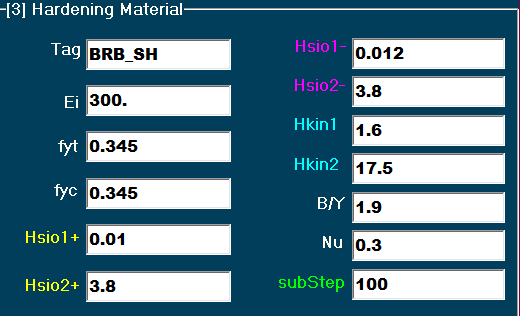 [3] Hardening Material
Tag BRB_SH
Ei 300.
fyt 0.345
fyc 0.345
Hsio1+ 0.01
Hsio2+ 3.8
Hsio1- 0.012
Hsio2- 3.8
Hkin1 1.6
Hkin2 17.5
B/Y 1.9
Nu 0.3
subStep 100